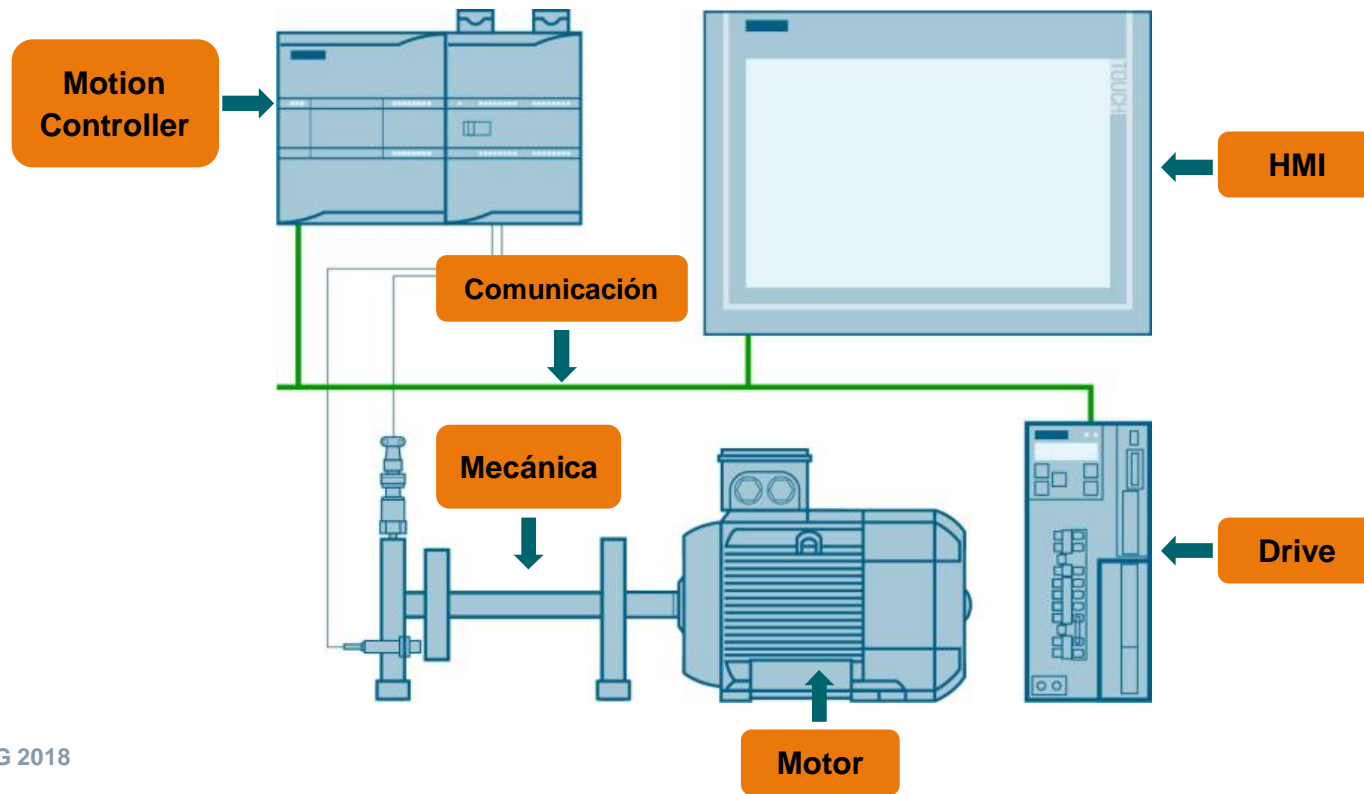 Motion
Controller
TOUCH
HMI
Comunicación
Mecánica
Drive
G 2018
Motor